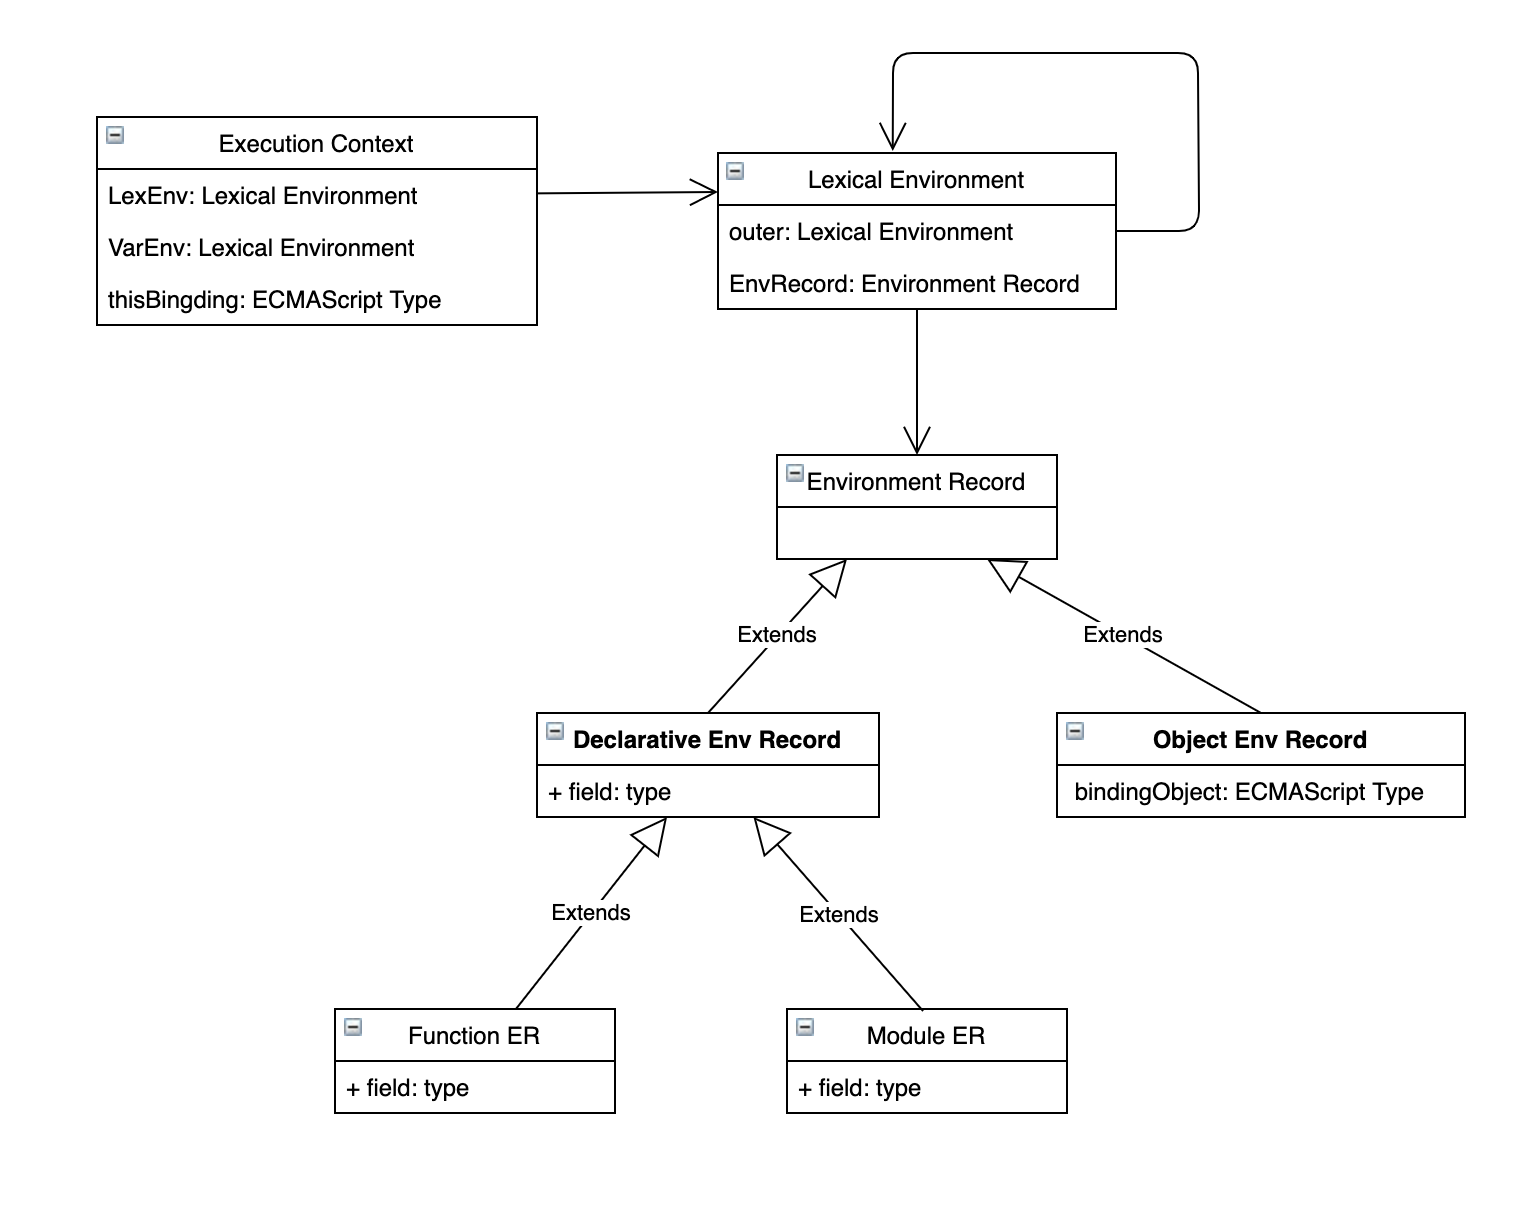 Execution Context
LexEnv: Lexical Environment
VarEnv: Lexical Environment
thisBingding: ECMAScript Type
Lexical Environment
outer: Lexical Environment
EnvRecord: Environment Record
Environment Record
Extends
Extends
Declarative Env Record
+ field: type
Object Env Record
bindingObject: ECMAScript Type
Extends
Extends
Function ER
+ field: type
Module ER
+ field: type